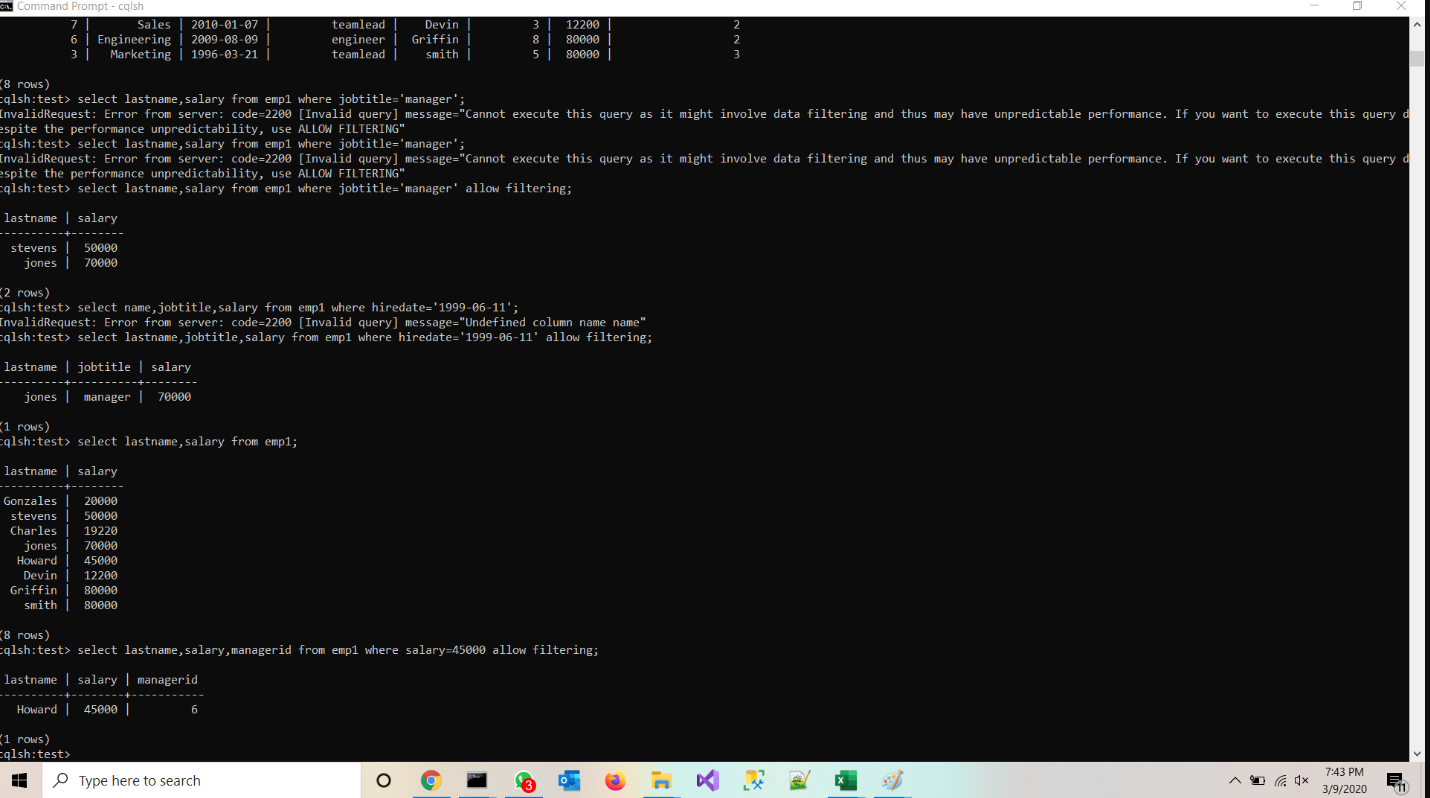 Command Prompt - cqlsh
7 | Sales | 2010-01-07 | teamlead | Devin | 3 | 12200 | 2
6 | Engineering | 2009-08-09 | engineer | Griffin | 8 | 80000 | 2
3 | Marketing | 1996-03-21 | teamlead | smith | 5 | 80000 | 3
(8 rows)
cqlsh:test> select lastname,salary from emp1 where jobtitle='manager';
InvalidRequest: Error from server: code=2200 [Invalid query] message="Cannot execute this query as it might involve data filtering and thus may have unpredictable performance. If you want to execute this query d
espite the performance unpredictability, use ALLOW FILTERING"
cqlsh:test> select lastname,salary from emp1 where jobtitle='manager';
InvalidRequest: Error from server: code=2200 [Invalid query] message="Cannot execute this query as it might involve data filtering and thus may have unpredictable performance. If you want to execute this query d
espite the performance unpredictability, use ALLOW FILTERING"
cqlsh:test> select lastname,salary from emp1 where jobtitle='manager' allow filtering;
lastname | salary
----------+--------
stevens | 50000
jones | 70000
(2 rows)
cqlsh:test> select name,jobtitle,salary from emp1 where hiredate='1999-06-11';
InvalidRequest: Error from server: code=2200 [Invalid query] message="Undefined column name name"
cqlsh:test> select lastname,jobtitle,salary from emp1 where hiredate='1999-06-11' allow filtering;
lastname | jobtitle | salary
----------+----------+--------
jones | manager | 70000
(1 rows)
cqlsh:test> select lastname,salary from emp1;
lastname | salary
----------+--------
Gonzales | 20000
stevens | 50000
Charles | 19220
jones | 70000
Howard | 45000
Devin | 12200
Griffin | 80000
smith | 80000
(8 rows)
cqlsh:test> select lastname,salary,managerid from emp1 where salary=45000 allow filtering;
lastname | salary | managerid
----------+--------+-----------
Howard | 45000 | 6
(1 rows)
cqlsh:test>
Type here to search
3
7:43 PM
3/9/2020
11